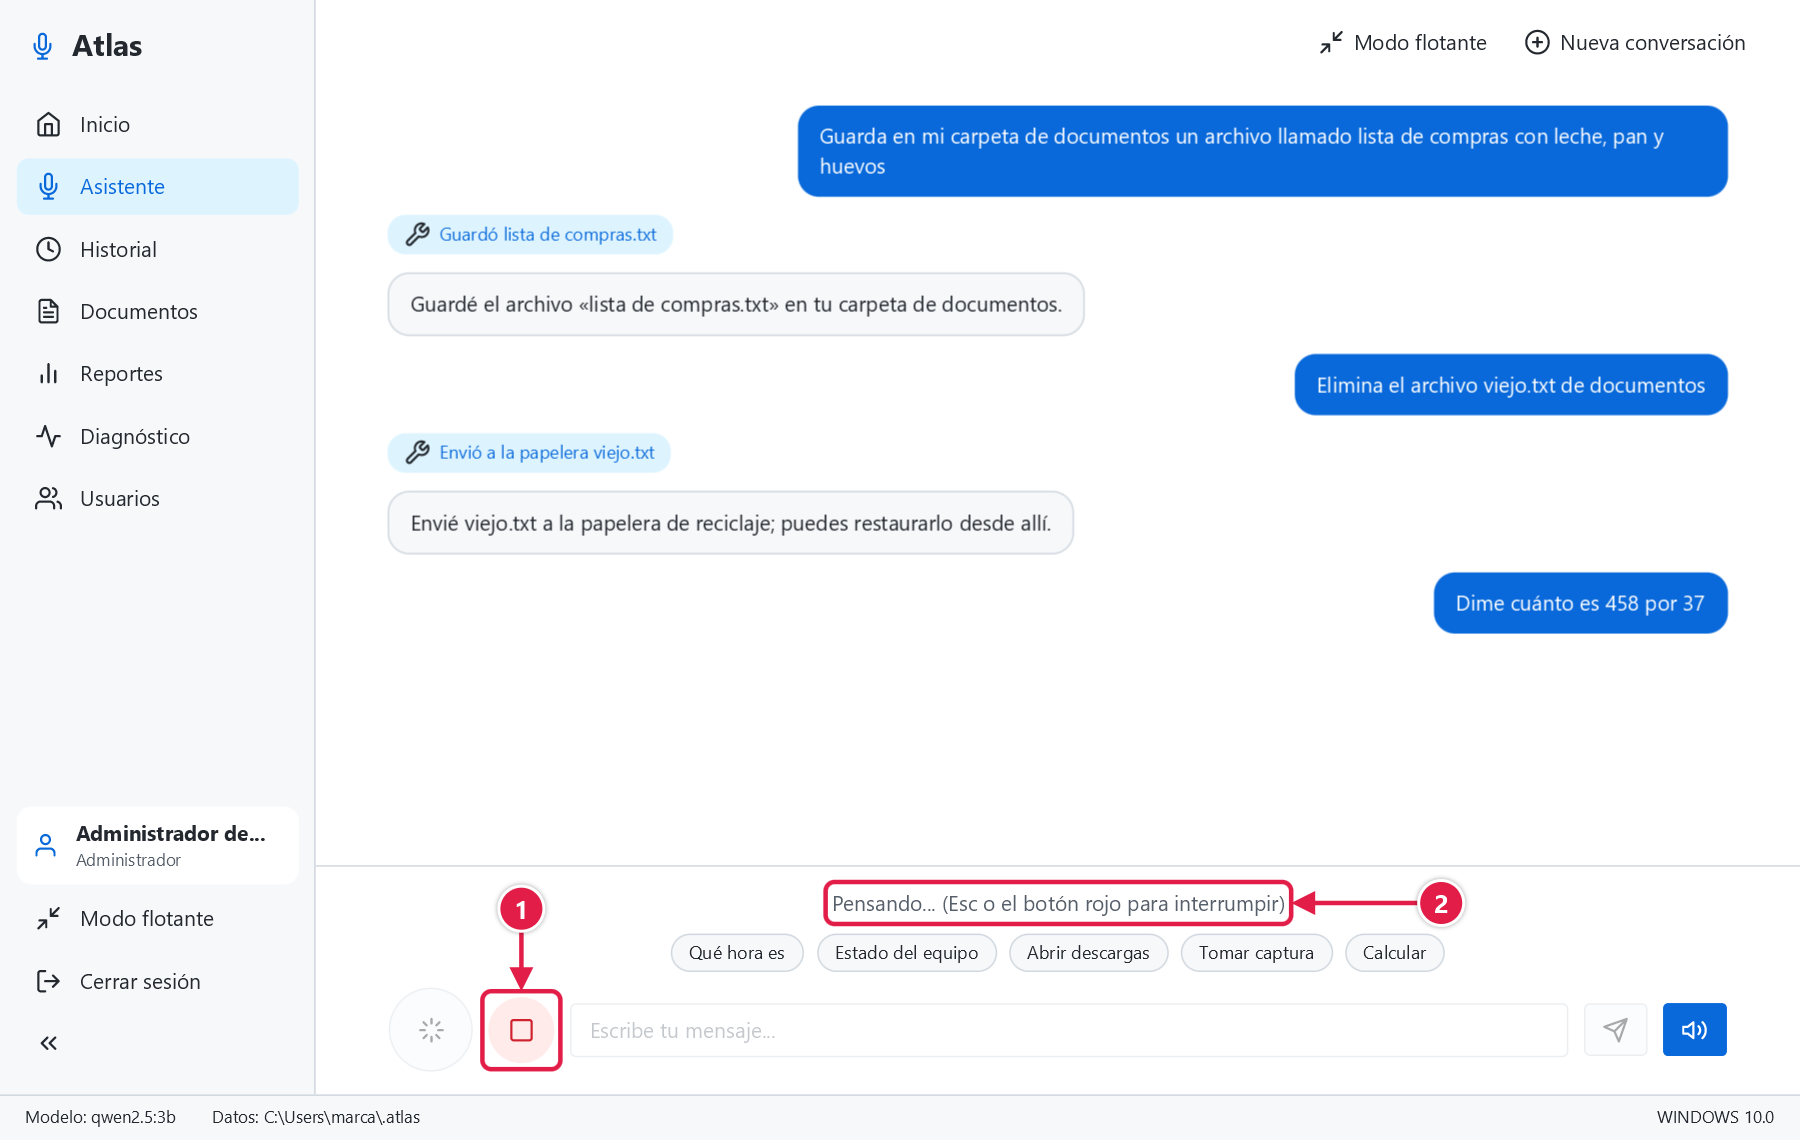 Atlas
Modo flotante
Nueva conversación
Inicio
Asistente
Historial
Documentos
Reportes
Diagnóstico
Usuarios
Guarda en mi carpeta de documentos un archivo llamado lista de compras con leche, pan y
huevos
Guardó lista de compras.txt
Guardé el archivo «lista de compras.txt» en tu carpeta de documentos.
Elimina el archivo viejo.txt de documentos
Envió a la papelera viejo.txt
Envié viejo.txt a la papelera de reciclaje; puedes restaurarlo desde allí.
Dime cuánto es 458 por 37
Administrador de...
Administrador
Modo flotante
Cerrar sesión
1
Pensando... (Esc o el botón rojo para interrumpir)
2
Qué hora es
Estado del equipo
Abrir descargas
Tomar captura
Calcular
Escribe tu mensaje...
Modelo: qwen2.5:3b
Datos: C:\Users\marca\.atlas
WINDOWS 10.0